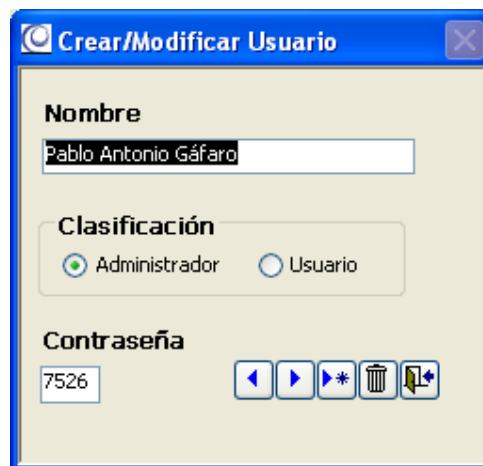 Crear/Modificar Usuario
Nombre
Pablo Antonio Gáfaro
Clasificación
Administrador Usuario
Contraseña
7526